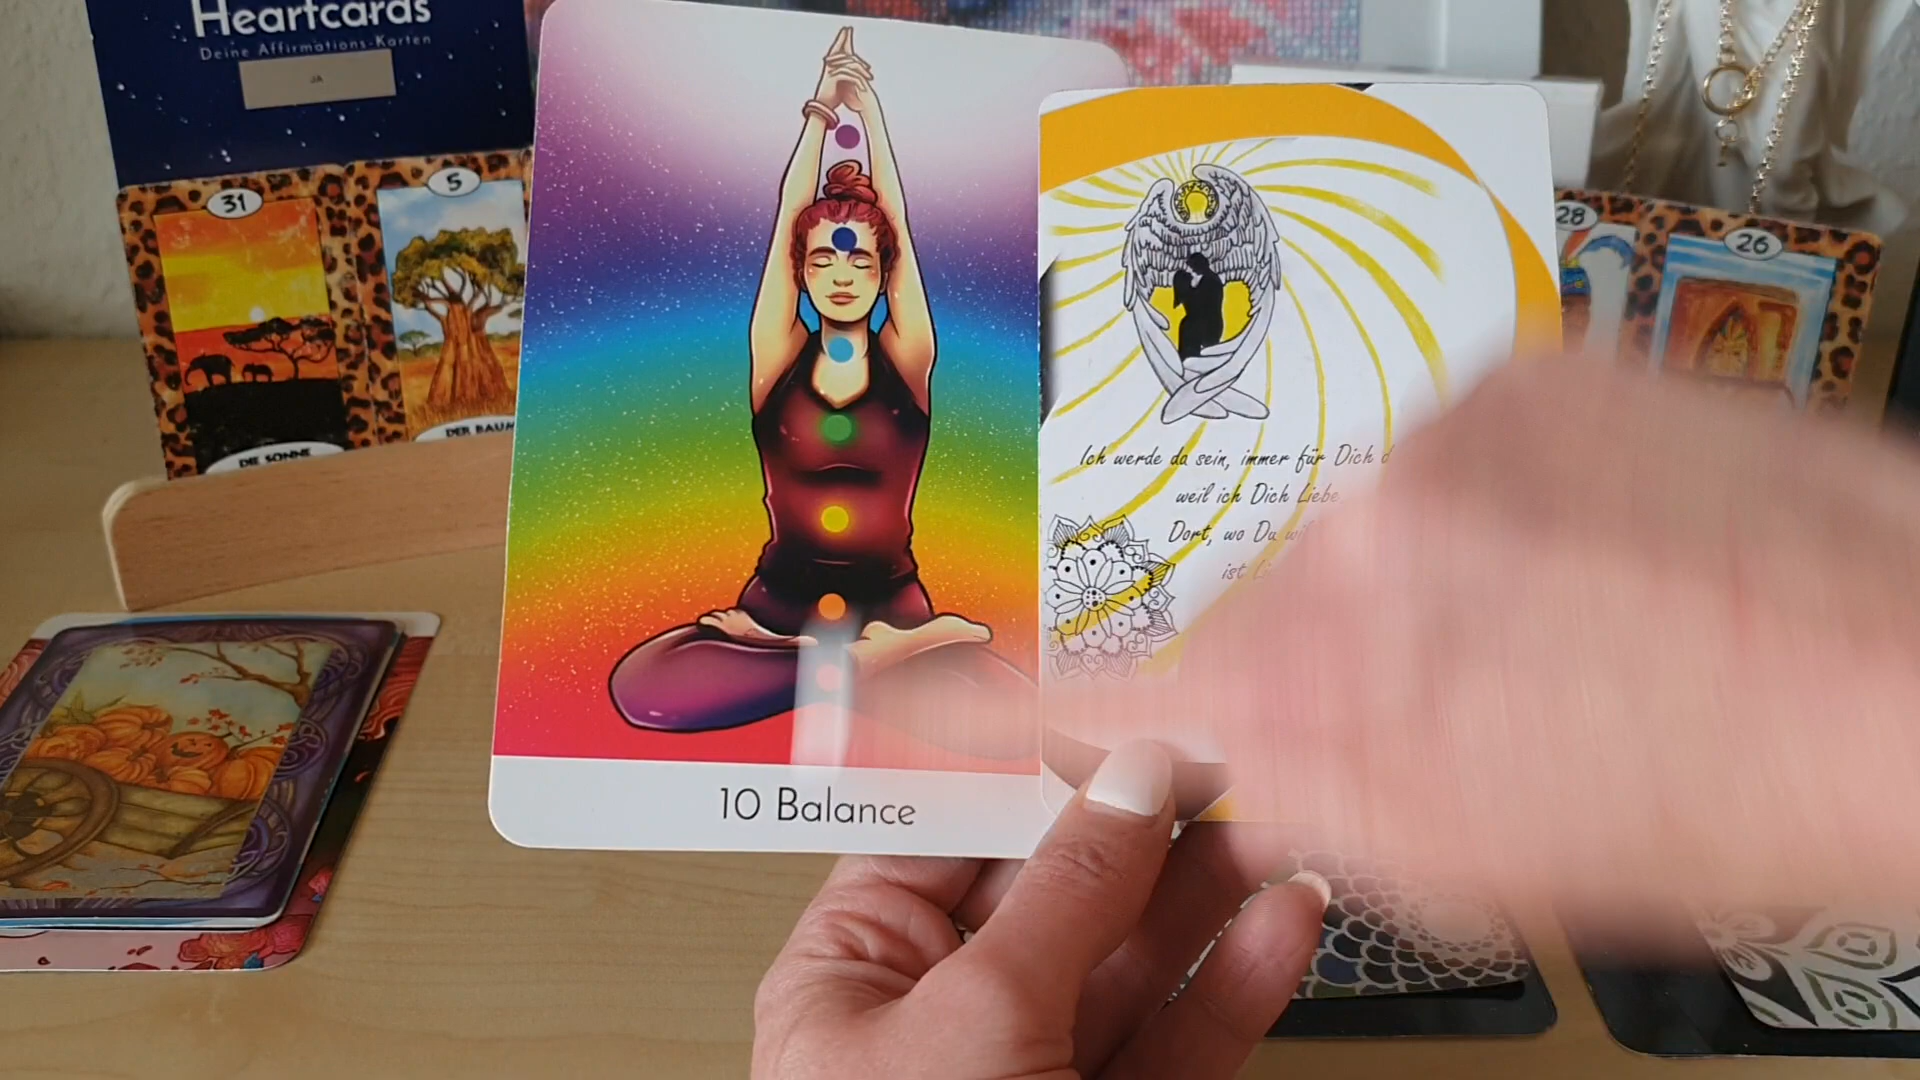 Heartcards
Deine Affirmations-Karten
JA
31
5
28
26
DIE SONNE
DER BAUM
Ich werde da sein, immer für Dich
weil ich Dich Liebe
Dort, wo Du
ist
10 Balance